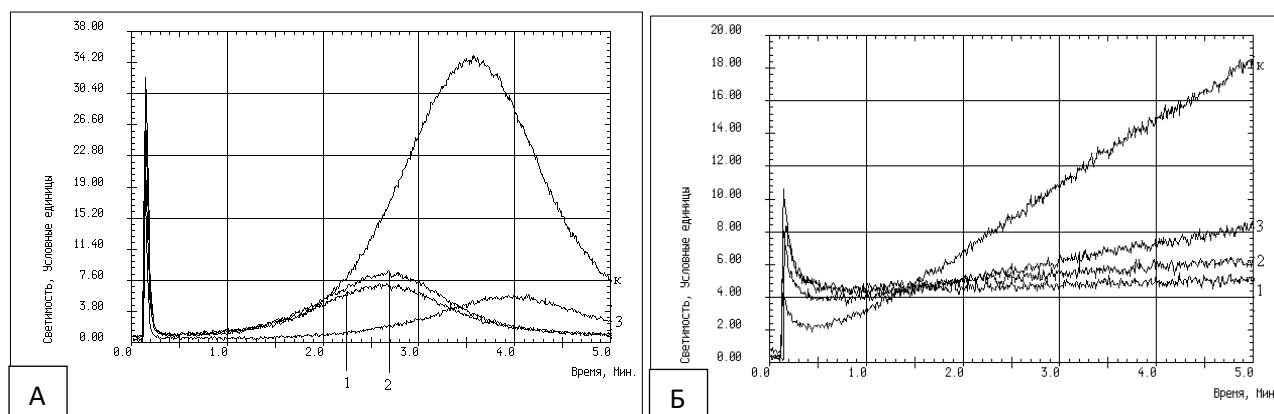 38.00
34.20
30.40
26.60
22.80
19.00
15.20
11.40
7.60
3.80
0.00
Светимость, Условные единицы
0.0 1.0 2.0 3.0 4.0 5.0
Время, Мин.
к
3
1 2
А
20.00
18.00
16.00
14.00
12.00
10.00
8.00
6.00
4.00
2.00
0.00
Светимость, Условные единицы
0.0 1.0 2.0 3.0 4.0 5.0
Время, Мин
к
3
2
1
Б